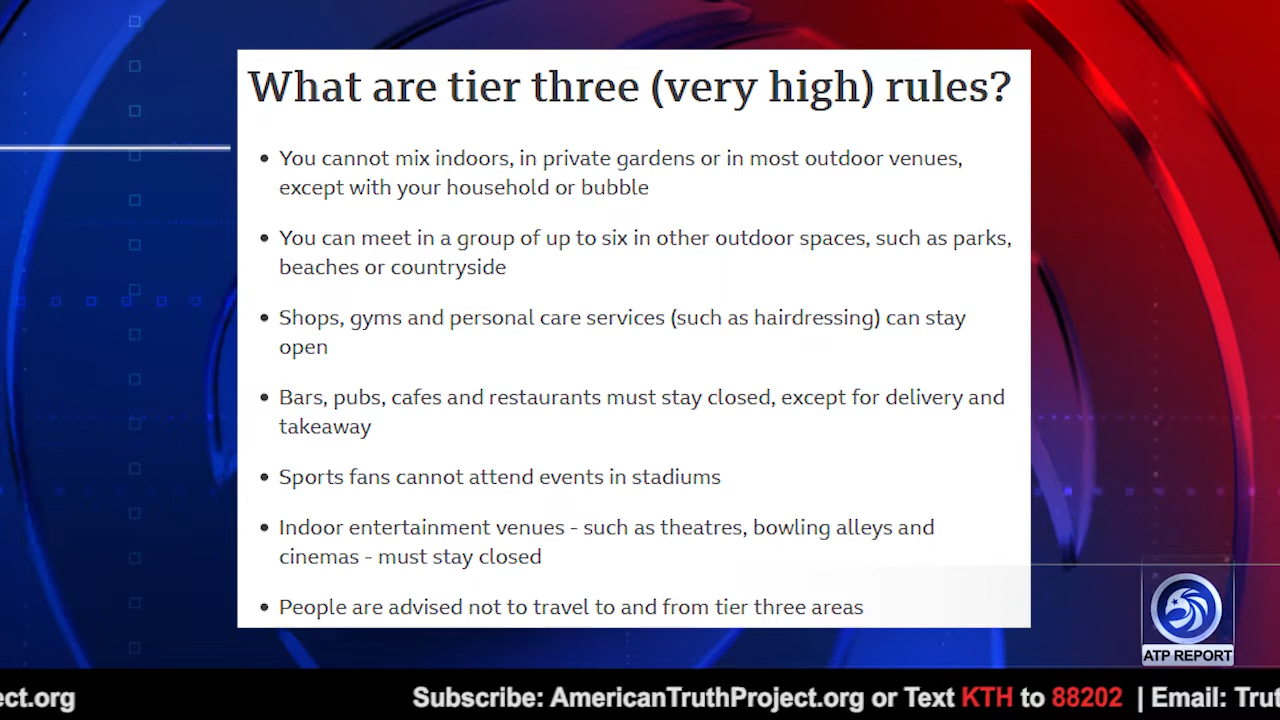 What are tier three (very high) rules?
• You cannot mix indoors, in private gardens or in most outdoor venues,
except with your household or bubble
• You can meet in a group of up to six in other outdoor spaces, such as parks,
beaches or countryside
• Shops, gyms and personal care services (such as hairdressing) can stay
open
• Bars, pubs, cafes and restaurants must stay closed, except for delivery and
takeaway
• Sports fans cannot attend events in stadiums
• Indoor entertainment venues - such as theatres, bowling alleys and
cinemas - must stay closed
• People are advised not to travel to and from tier three areas
ATP REPORT
ect.org Subscribe: AmericanTruthProject.org or Text KTH to 88202 | Email: Trut